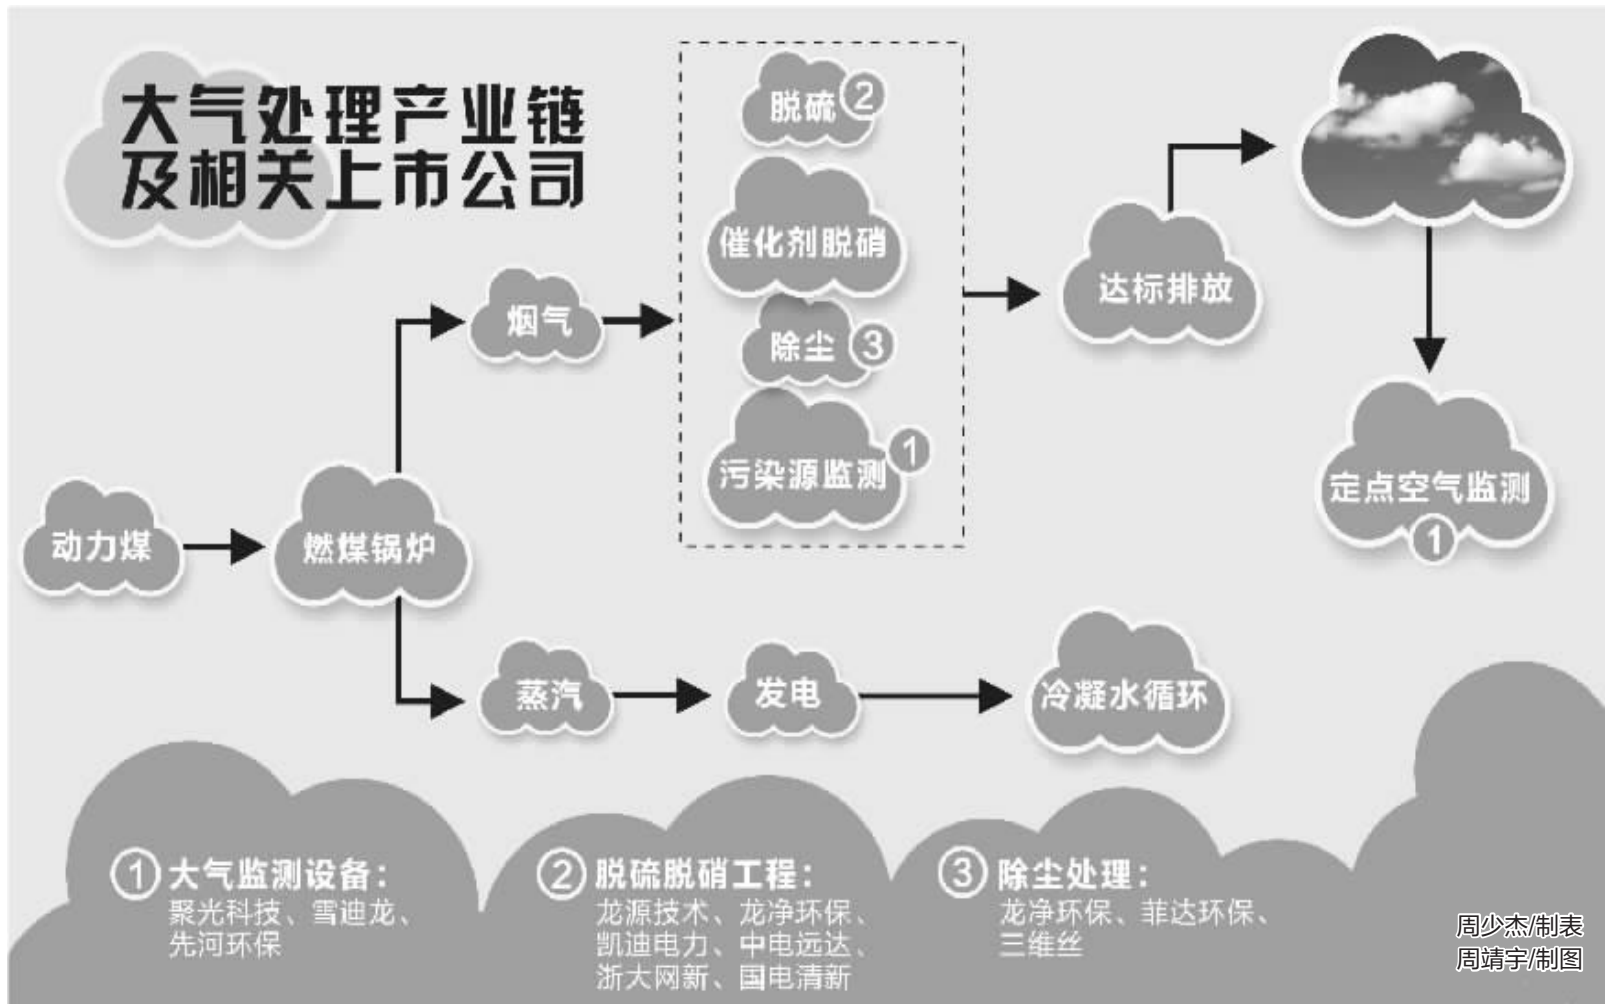 大气处理产业链
及相关上市公司
脱硫 ②
催化剂脱硝
除尘 ③
污染源监测 ①
烟气
达标排放
定点空气监测
①
动力煤
燃煤锅炉
蒸汽
发电
冷凝水循环
① 大气监测设备：
聚光科技、雪迪龙、
先河环保
② 脱硫脱硝工程：
龙源技术、龙净环保、
凯迪电力、中电远达、
浙大网新、国电清新
③ 除尘处理：
龙净环保、菲达环保、
三维丝
周少杰/制表
周靖宇/制图